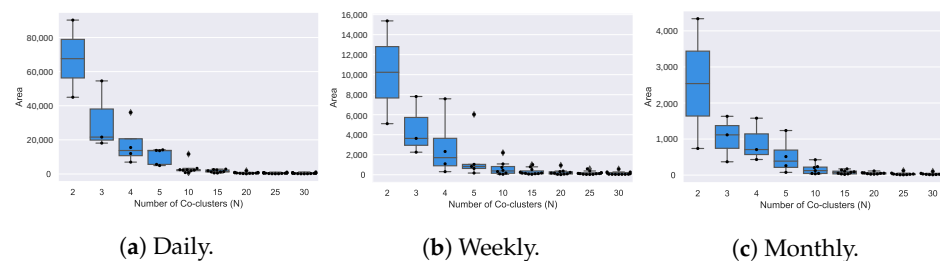 80,000
60,000
40,000
20,000
0
Area
2 3 4 5 10 15 20 25 30
Number of Co-clusters (N)
(a) Daily.
16,000
14,000
12,000
10,000
8,000
6,000
4,000
2,000
0
Area
2 3 4 5 10 15 20 25 30
Number of Co-clusters (N)
(b) Weekly.
4,000
3,000
2,000
1,000
0
Area
2 3 4 5 10 15 20 25 30
Number of Co-clusters (N)
(c) Monthly.